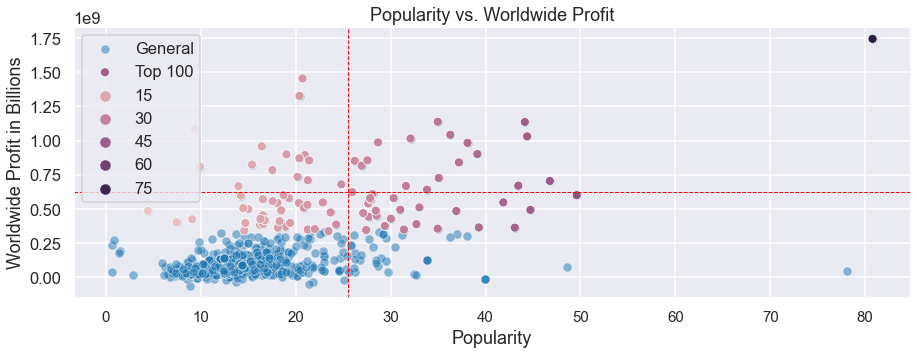 Popularity vs. Worldwide Profit
1e9
Worldwide Profit in Billions
1.75
1.50
1.25
1.00
0.75
0.50
0.25
0.00
General
Top 100
15
30
45
60
75
0 10 20 30 40 50 60 70 80
Popularity